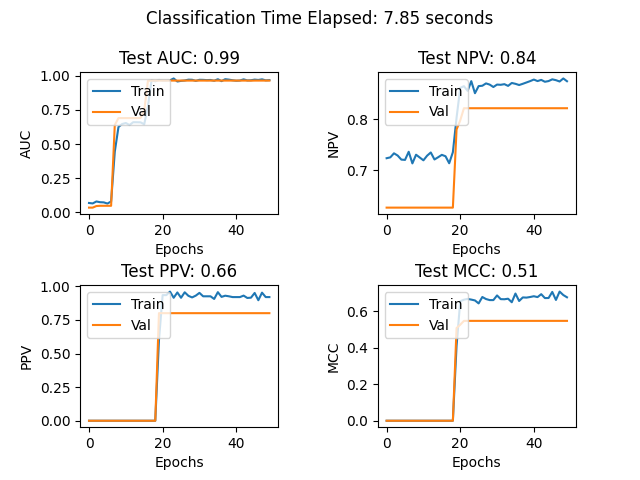 Classification Time Elapsed: 7.85 seconds
Test AUC: 0.99
Test NPV: 0.84
1.00
0.75
0.50
0.25
0.00
AUC
Train
Val
0
20
40
Epochs
0.8
0.7
NPV
Train
Val
0
20
40
Epochs
Test PPV: 0.66
Test MCC: 0.51
1.00
0.75
0.50
0.25
0.00
PPV
Train
Val
0
20
40
Epochs
0.6
0.4
0.2
0.0
MCC
Train
Val
0
20
40
Epochs